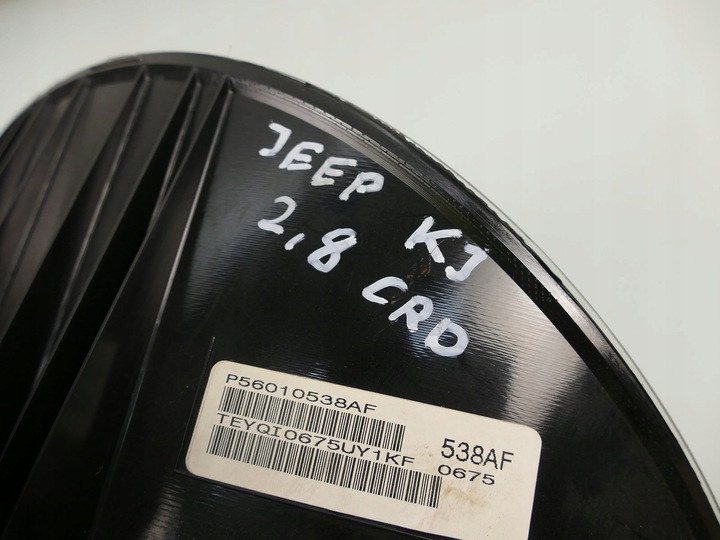 JEEP KJ
2,8 CRD
P56010538AF
TEYQI0675UY1KF
538AF
0675